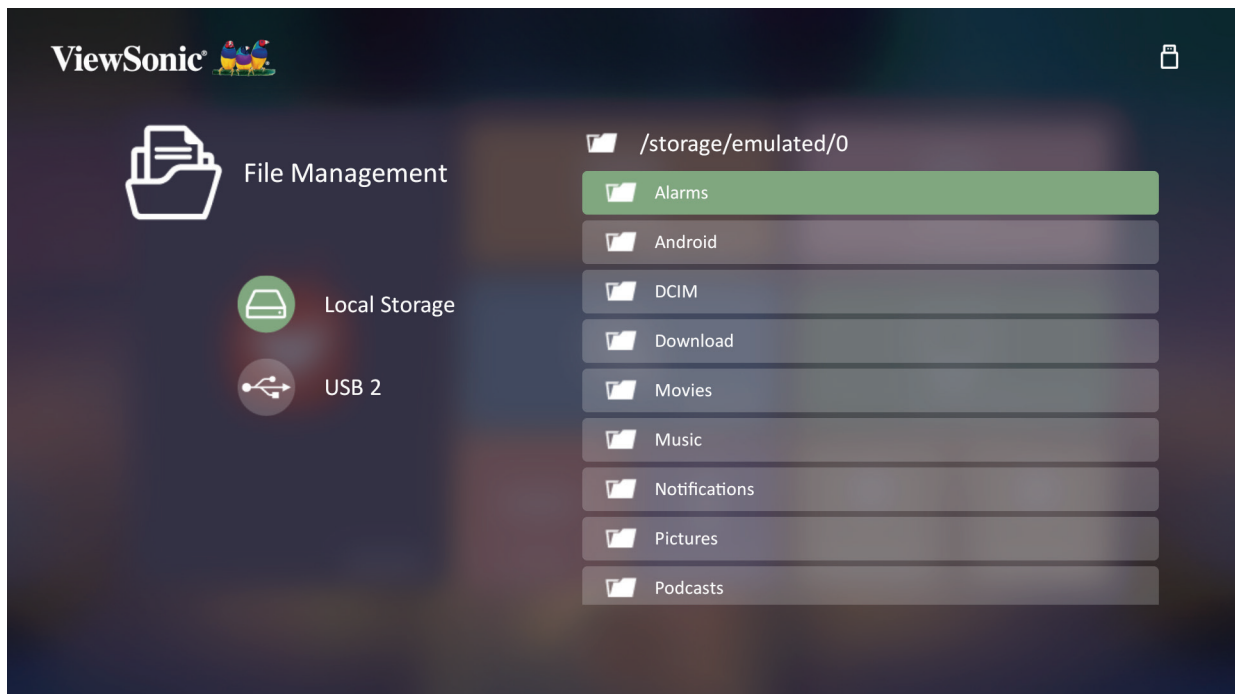 ViewSonic®
File Management
Local Storage
USB 2
/storage/emulated/0
Alarms
Android
DCIM
Download
Movies
Music
Notifications
Pictures
Podcasts